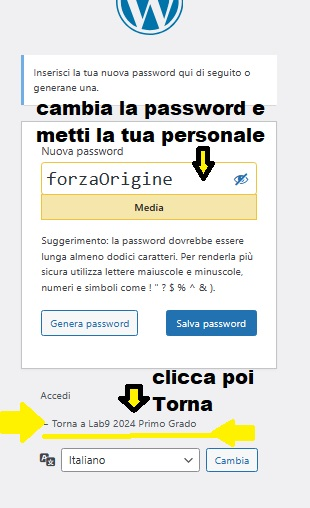 Inserisci la tua nuova password qui di seguito o
generane una.
cambia la password e
metti la tua personale
Nuova password
forzaOrigine
Media
Suggerimento: la password dovrebbe essere
lunga almeno dodici caratteri. Per renderla più
sicura utilizza lettere maiuscole e minuscole,
numeri e simboli come ! " ? $ % ^ & ).
Genera password
Salva password
clicca poi
Torna
Accedi
← Torna a Lab9 2024 Primo Grado
Italiano
Cambia